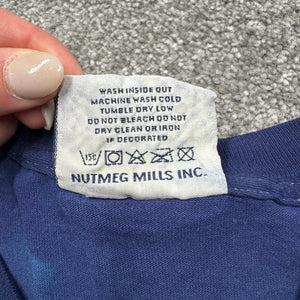 WASH INSIDE OUT
MACHINE WASH COLD
TUMBLE DRY LOW
DO NOT BLEACH DO NOT
DRY CLEAN OR IRON
IF DECORATED
NUTMEG MILLS INC.